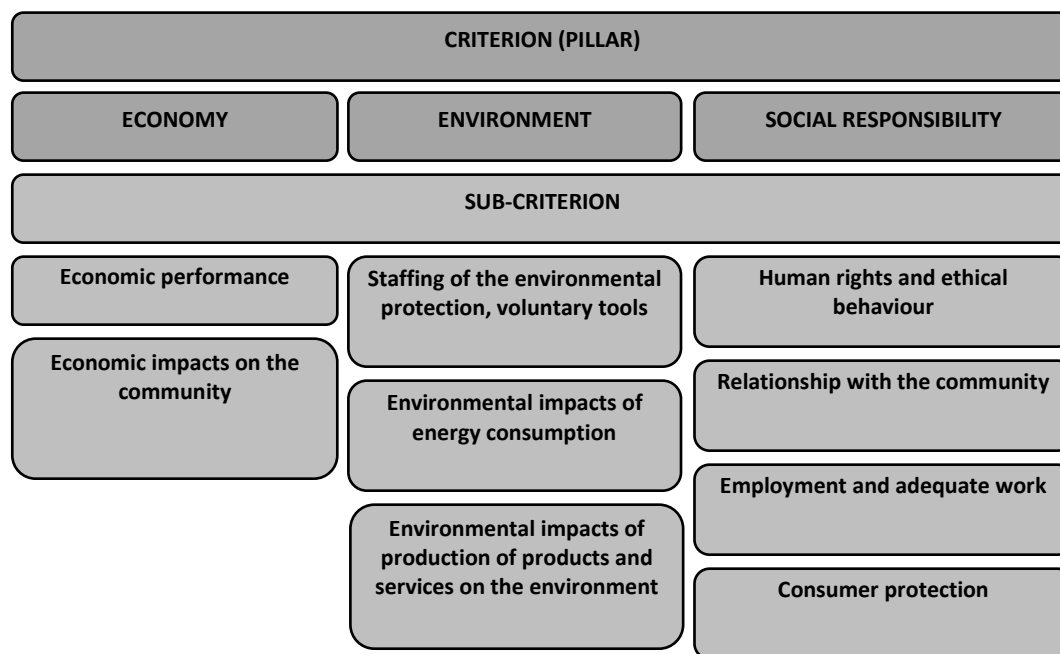 CRITERION (PILLAR)
ECONOMY
ENVIRONMENT
SOCIAL RESPONSIBILITY
SUB-CRITERION
Economic performance
Economic impacts on the
community
Staffing of the environmental
protection, voluntary tools
Environmental impacts of
energy consumption
Environmental impacts of
production of products and
services on the environment
Human rights and ethical
behaviour
Relationship with the community
Employment and adequate work
Consumer protection